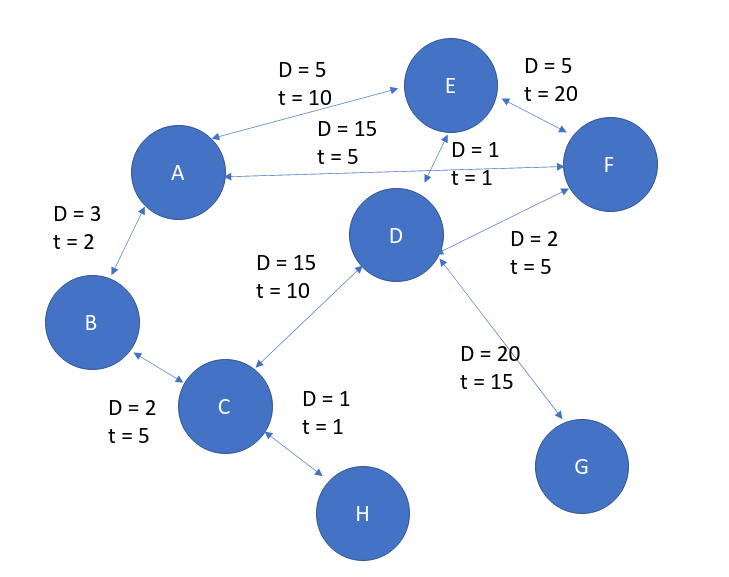 D = 5
t = 10
E
D = 5
t = 20
D = 15
t = 5
D = 1
t = 1
A
F
D = 3
t = 2
D
D = 2
t = 5
D = 15
t = 10
B
D = 20
t = 15
C
D = 2
t = 5
D = 1
t = 1
G
H